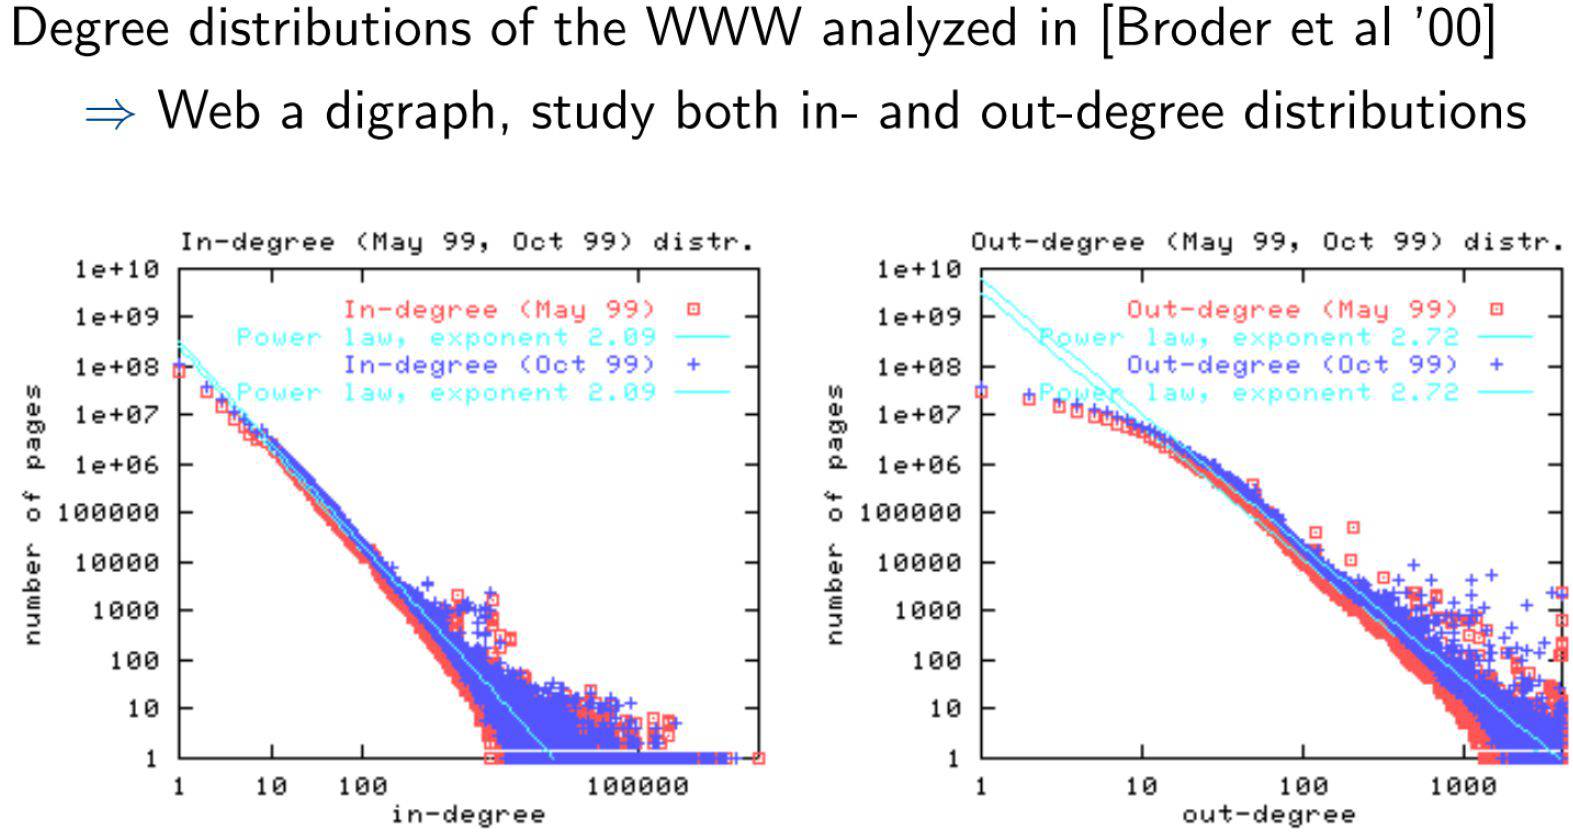 Degree distributions of the WWW analyzed in [Broder et al '00]
⇒ Web a digraph, study both in- and out-degree distributions
In-degree (May 99, Oct 99) distr.
In-degree (May 99)
Power law, exponent 2.09
In-degree (Oct 99)
Power law, exponent 2.09
1e+10
1e+09
1e+08
1e+07
1e+06
100000
10000
1000
100
10
1
number of pages
1 10 100 100000
in-degree
Out-degree (May 99, Oct 99) distr.
Out-degree (May 99)
Power law, exponent 2.72
Out-degree (Oct 99)
Power law, exponent 2.72
1e+10
1e+09
1e+08
1e+07
1e+06
100000
10000
1000
100
10
1
number of pages
1 10 100 1000
out-degree